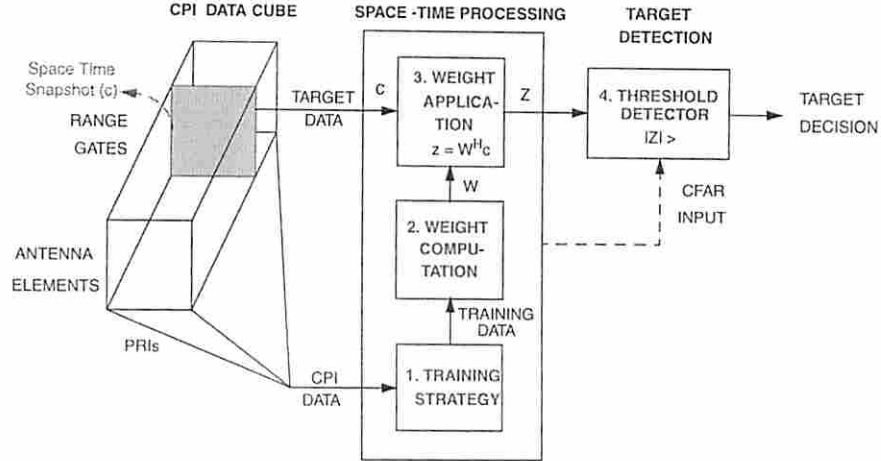 CPI DATA CUBE
SPACE -TIME PROCESSING
TARGET
DETECTION
Space Time
Snapshot (c)
RANGE
GATES
TARGET
DATA
C
3. WEIGHT
APPLICA-
TION
z = W^H c
Z
4. THRESHOLD
DETECTOR
|Z| >
TARGET
DECISION
W
CFAR
INPUT
2. WEIGHT
COMPU-
TATION
ANTENNA
ELEMENTS
TRAINING
DATA
PRIs
CPI
DATA
1. TRAINING
STRATEGY